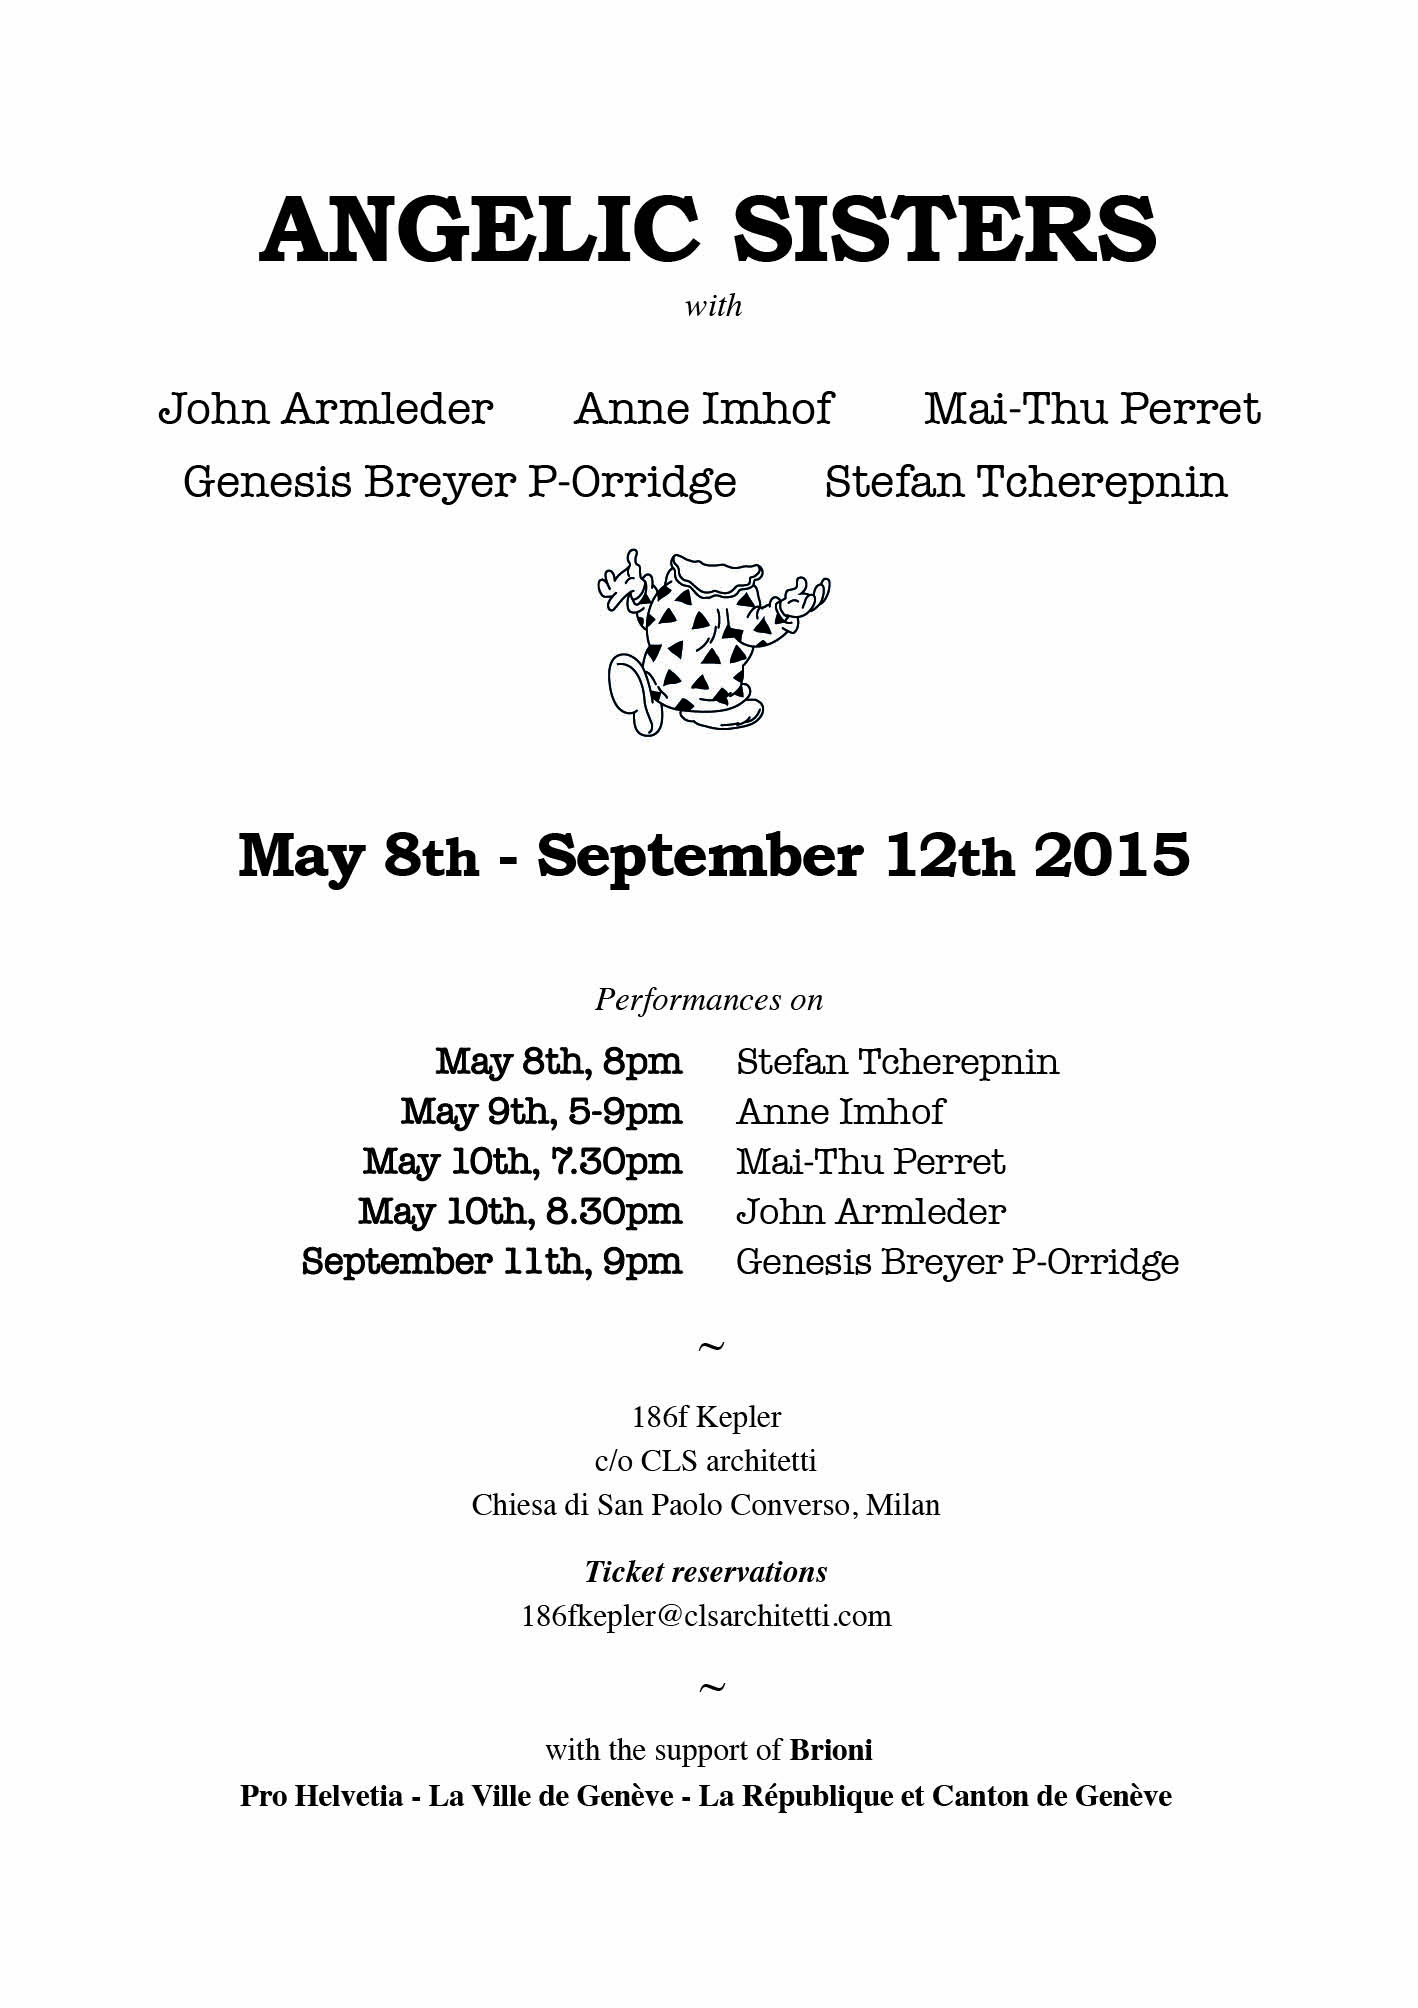 ANGELIC SISTERS
with
John Armleder Anne Imhof Mai-Thu Perret
Genesis Breyer P-Orridge Stefan Tcherepnin
May 8th - September 12th 2015
Performances on
May 8th, 8pm Stefan Tcherepnin
May 9th, 5-9pm Anne Imhof
May 10th, 7.30pm Mai-Thu Perret
May 10th, 8.30pm John Armleder
September 11th, 9pm Genesis Breyer P-Orridge
~
186f Kepler
c/o CLS architetti
Chiesa di San Paolo Converso, Milan
Ticket reservations
186fkepler@clsarchitetti.com
~
with the support of Brioni
Pro Helvetia - La Ville de Genève - La République et Canton de Genève